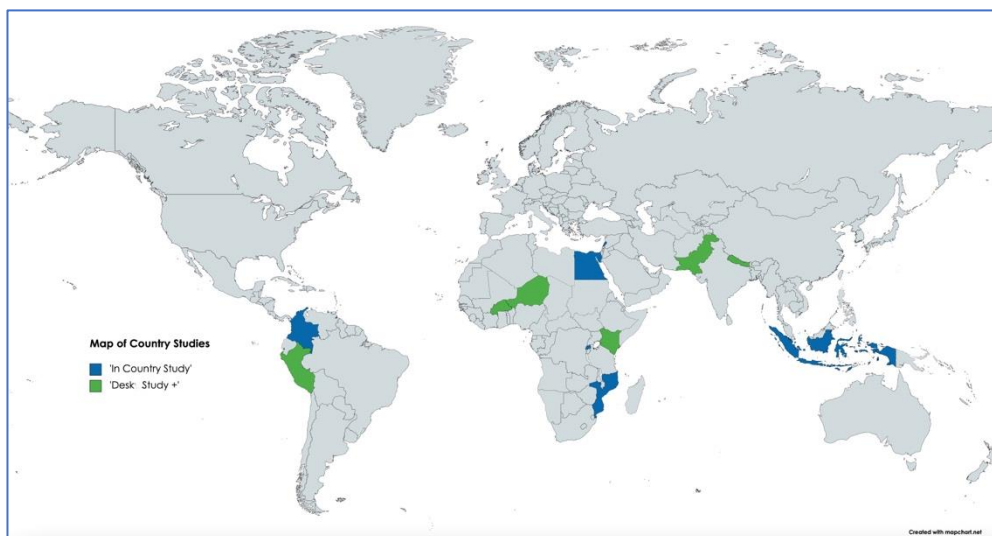 Map of Country Studies
'In Country Study'
'Desk Study +'
Created with mapchart.net